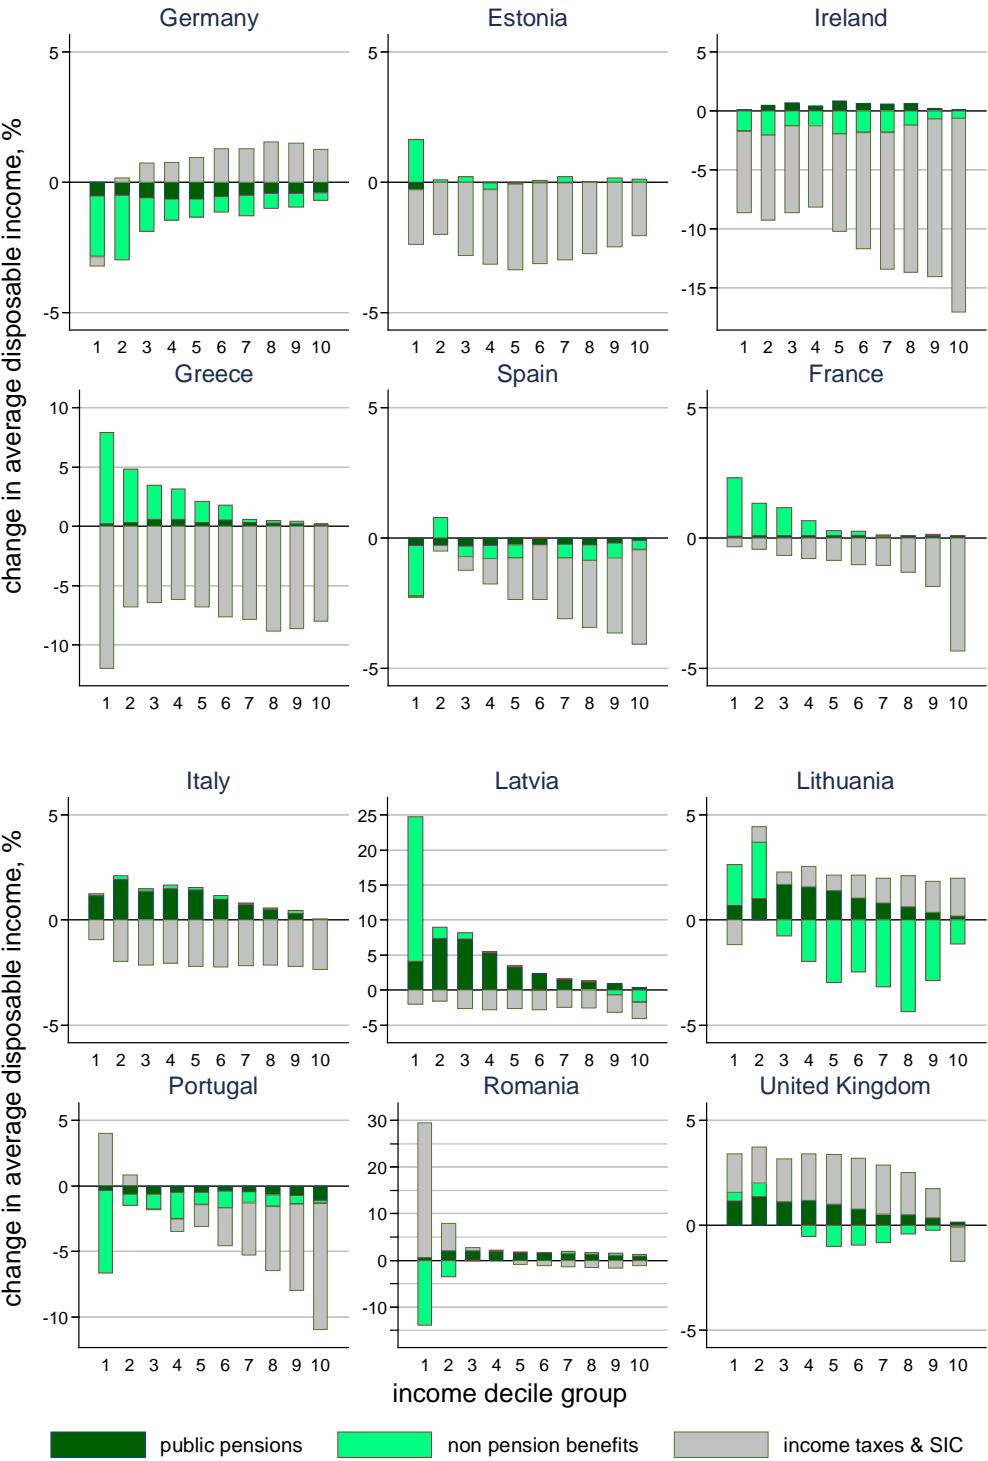 Germany Estonia Ireland
change in average disposable income, %
5
0
-5
1 2 3 4 5 6 7 8 9 10
5
0
-5
1 2 3 4 5 6 7 8 9 10
5
0
-5
-10
-15
1 2 3 4 5 6 7 8 9 10
Greece Spain France
10
5
0
-5
-10
1 2 3 4 5 6 7 8 9 10
5
0
-5
1 2 3 4 5 6 7 8 9 10
5
0
-5
1 2 3 4 5 6 7 8 9 10
Italy Latvia Lithuania
change in average disposable income, %
5
0
-5
1 2 3 4 5 6 7 8 9 10
25
20
15
10
5
0
-5
1 2 3 4 5 6 7 8 9 10
5
0
-5
1 2 3 4 5 6 7 8 9 10
Portugal Romania United Kingdom
5
0
-5
-10
1 2 3 4 5 6 7 8 9 10
30
20
10
0
-10
1 2 3 4 5 6 7 8 9 10
5
0
-5
1 2 3 4 5 6 7 8 9 10
income decile group
public pensions non pension benefits income taxes & SIC